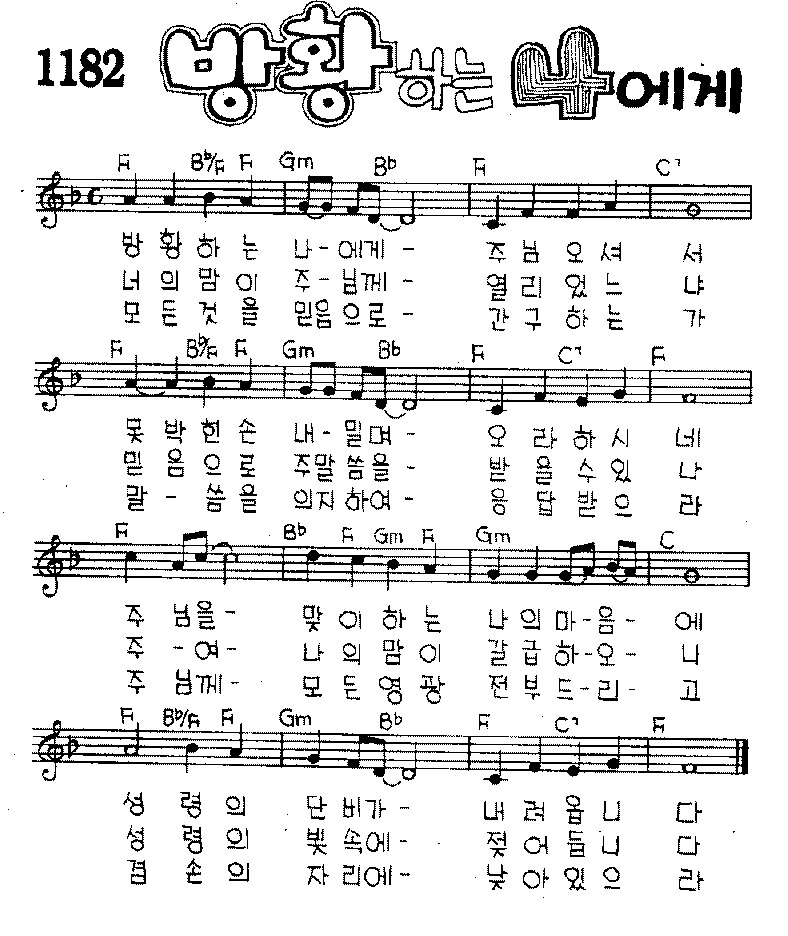 1182 방황하는 나에게
F B♭/F F Gm B♭ F C7
방 황 하 는 나 - 에게 - 주 님 오 셔 서
너 의 맘 이 주 - 님께 - 열 리 었 느 냐
모 든 것 을 믿음으로 - 간 구 하 는 가
F B♭/F F Gm B♭ F C7 F
못 박 힌 손 내 - 밀며 - 오 라 하 시 네
믿 음 으 로 주말씀을 - 받 을 수 있 나
말 - 씀 을 의지하여 - 응 답 받 으 라
F B♭ F Gm F Gm C
주 님을 - 맞 이 하 는 나 의 마 - 음 - 에
주 - 여 - 나 의 맘 이 갈 급 하 - 오 - 니
주 님께 - 모 든 영 광 전 부 드 - 리 - 고
F B♭/F F Gm B♭ F C7 F
성 령 의 단 비가 - 내 려 옵 니 다
성 령 의 빛 속에 - 젖 어 듭 니 다
겸 손 의 자 리에 - 낮 아 있 으 라